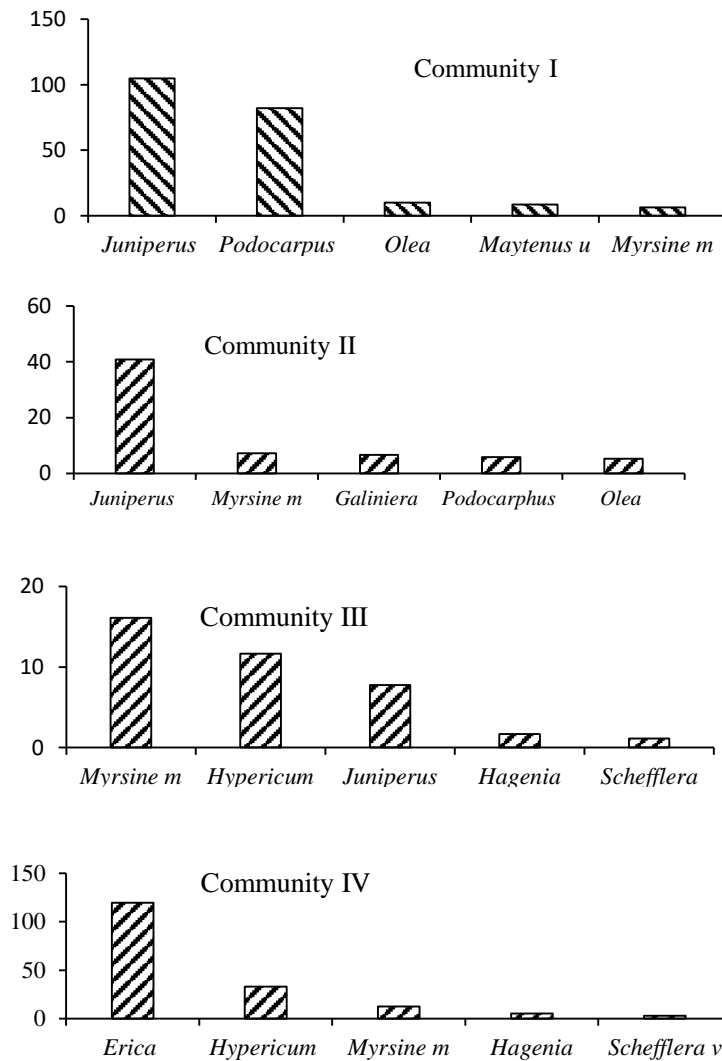 150
Community I
100
50
0
Juniperus Podocarpus Olea Maytenus u Myrsine m
60
Community II
40
20
0
Juniperus Myrsine m Galiniera Podocarphus Olea
20
Community III
10
0
Myrsine m Hypericum Juniperus Hagenia Schefflera
150
Community IV
100
50
0
Erica Hypericum Myrsine m Hagenia Schefflera v